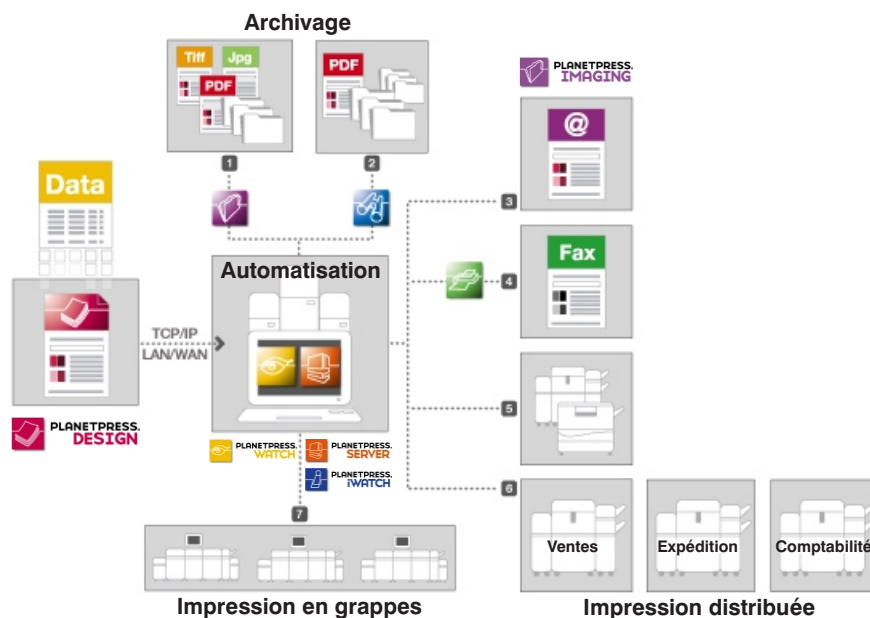 Archivage
Tiff
Jpg
PDF
PDF
PLANETPRESS.
IMAGING
1
2
@
3
Data
Automatisation
Fax
4
TCP/IP
LAN/WAN
5
PLANETPRESS.
DESIGN
PLANETPRESS.
WATCH
PLANETPRESS.
SERVER
PLANETPRESS.
iWATCH
6
7
Ventes
Expédition
Comptabilité
Impression en grappes
Impression distribuée